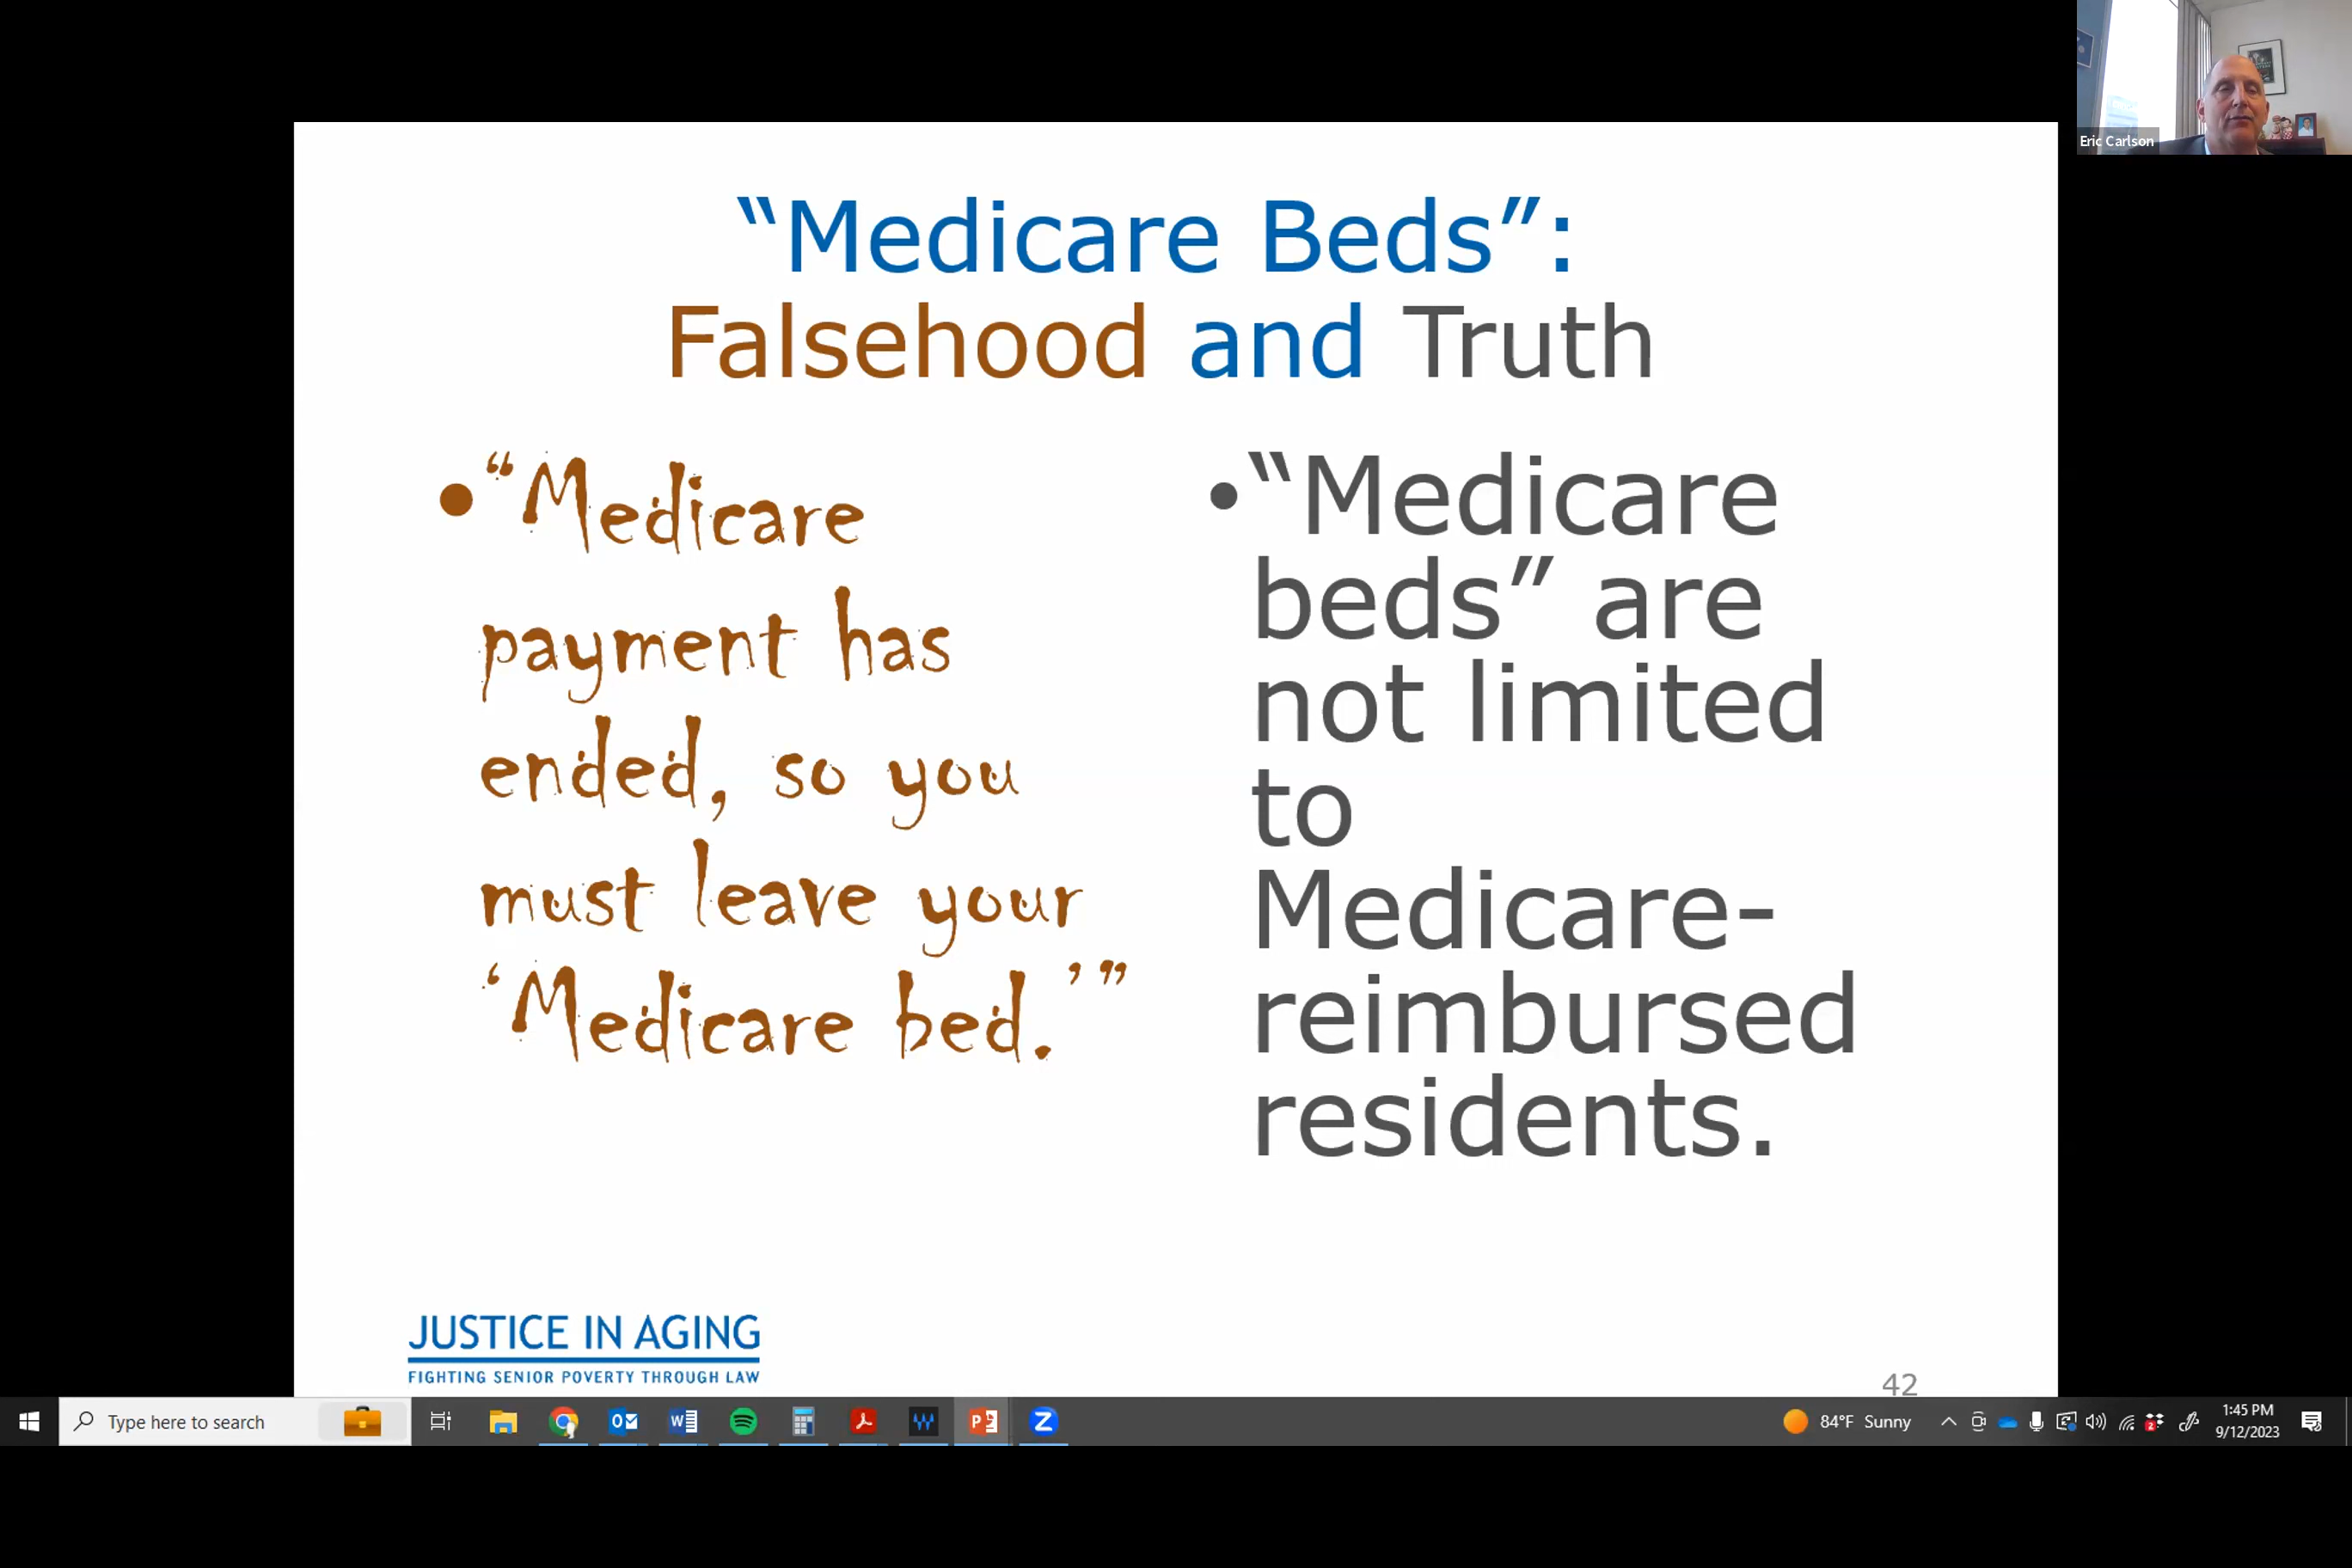 Eric Carlson
“Medicare Beds”:
Falsehood and Truth
•“Medicare
payment has
ended, so you
must leave your
‘Medicare bed.’”
•“Medicare
beds” are
not limited
to
Medicare-
reimbursed
residents.
JUSTICE IN AGING
FIGHTING SENIOR POVERTY THROUGH LAW
42
Type here to search
84°F Sunny
1:45 PM
9/12/2023